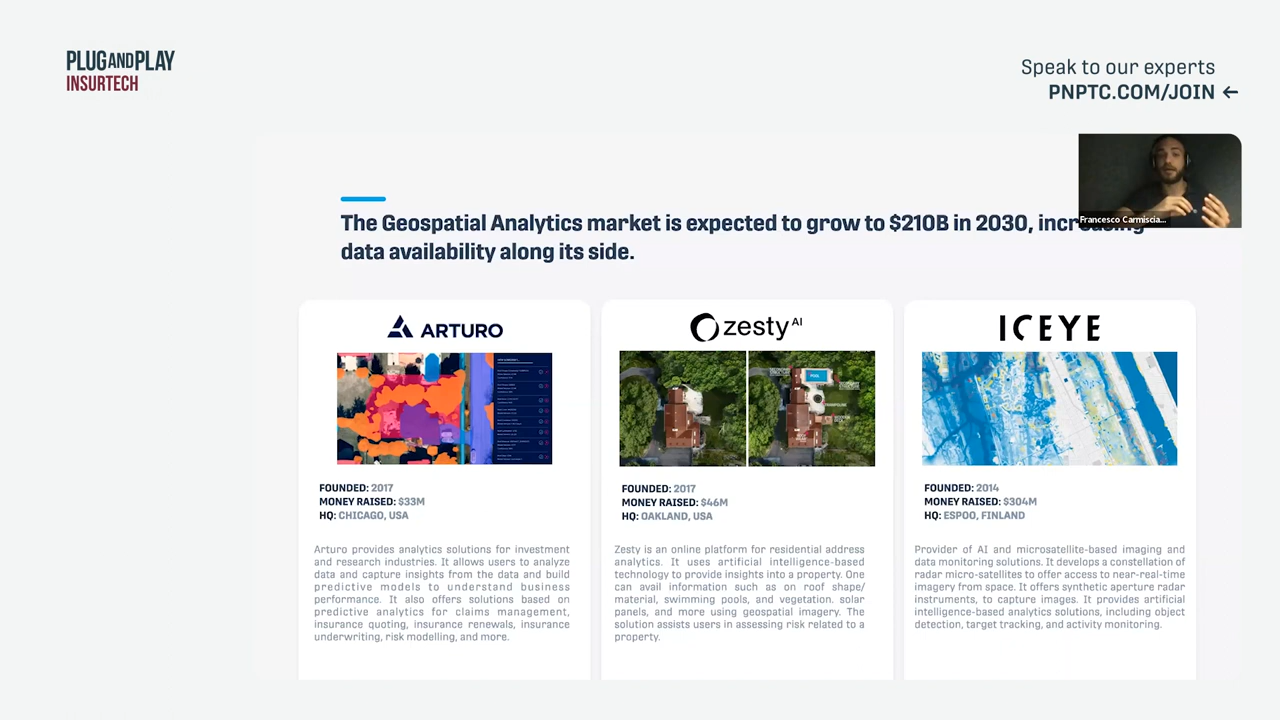 PLUG AND PLAY
INSURTECH
Speak to our experts
PNPTC.COM/JOIN ←
Francesco Carmiscia...
The Geospatial Analytics market is expected to grow to $210B in 2030, increasing
data availability along its side.
ARTURO
FOUNDED: 2017
MONEY RAISED: $33M
HQ: CHICAGO, USA
Arturo provides analytics solutions for investment
and research industries. It allows users to analyze
data and capture insights from the data and build
predictive models to understand business
performance. It also offers solutions based on
predictive analytics for claims management,
insurance quoting, insurance renewals, insurance
underwriting, risk modelling, and more.
zesty AI
POOL
FOUNDED: 2017
MONEY RAISED: $46M
HQ: OAKLAND, USA
Zesty is an online platform for residential address
analytics. It uses artificial intelligence-based
technology to provide insights into a property. One
can avail information such as on roof shape/
material, swimming pools, and vegetation, solar
panels, and more using geospatial imagery. The
solution assists users in assessing risk related to a
property.
ICEYE
FOUNDED: 2014
MONEY RAISED: $304M
HQ: ESPOO, FINLAND
Provider of AI and microsatellite-based imaging and
data monitoring solutions. It develops a constellation of
radar micro-satellites to offer access to near-real-time
imagery from space. It offers synthetic aperture radar
instruments, to capture images. It provides artificial
intelligence-based analytics solutions, including object
detection, target tracking, and activity monitoring.